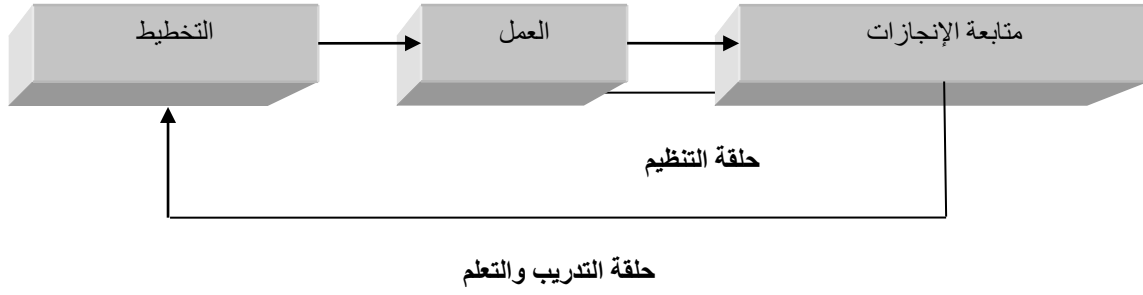 التخطيط
العمل
متابعة الإنجازات
حلقة التنظيم
حلقة التدريب والتعلم